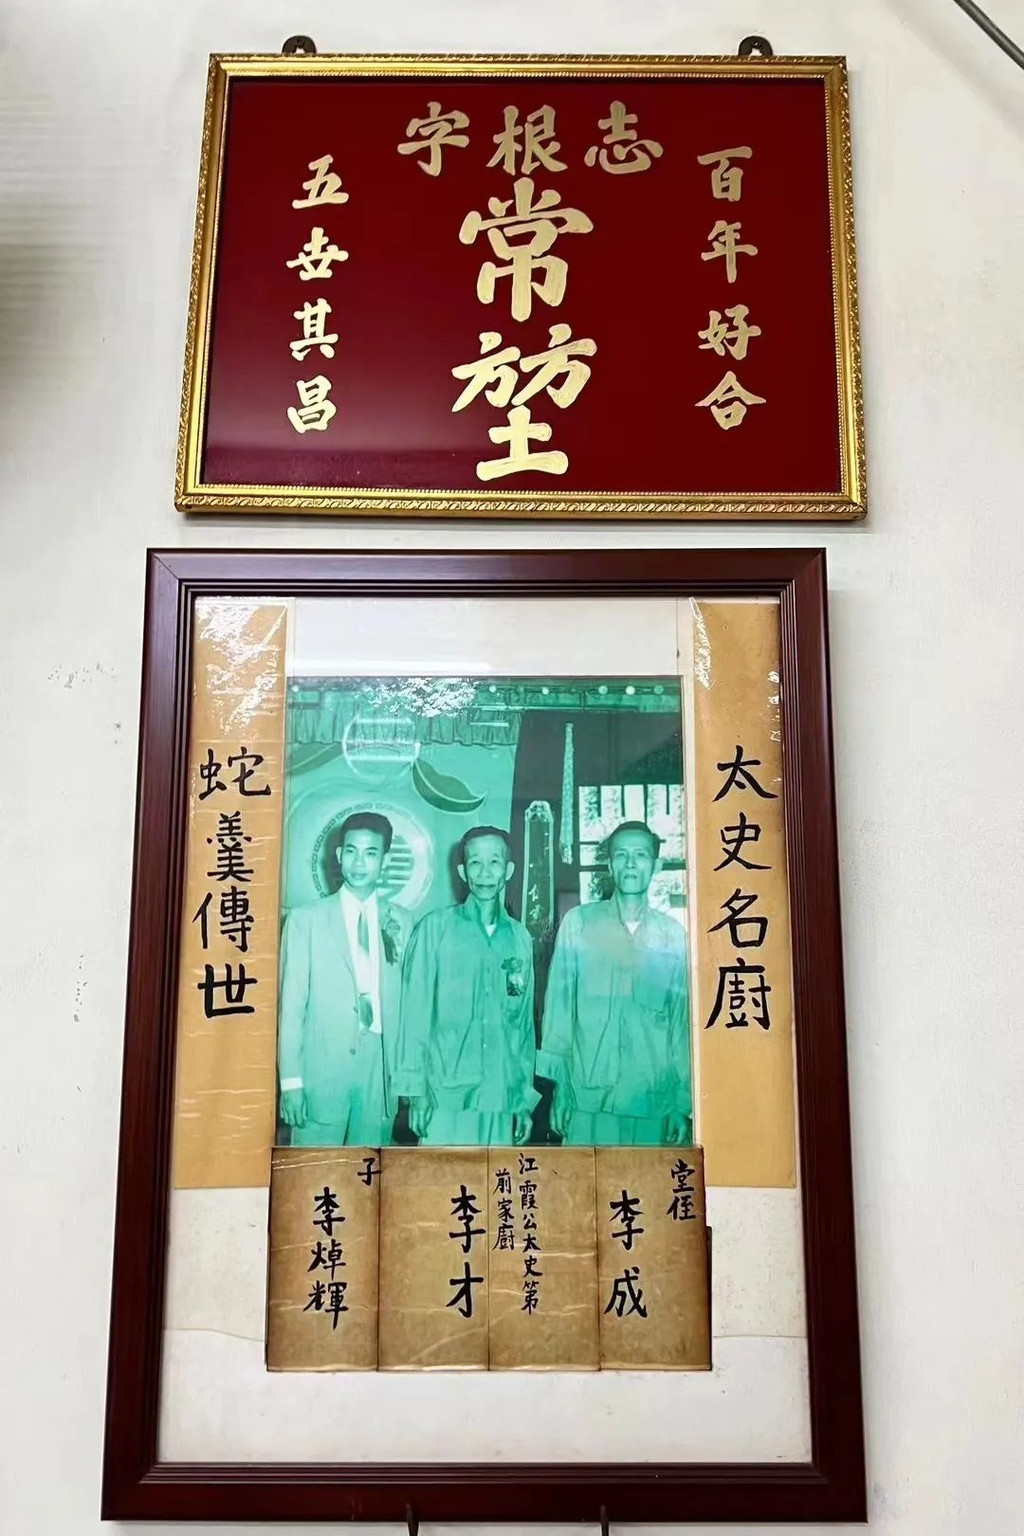 志根字
百年好合
常堃
五世其昌
太史名廚
蛇羹傳世
堂侄
李成
江霞公太史第
前家廚
李才
子
李焯輝